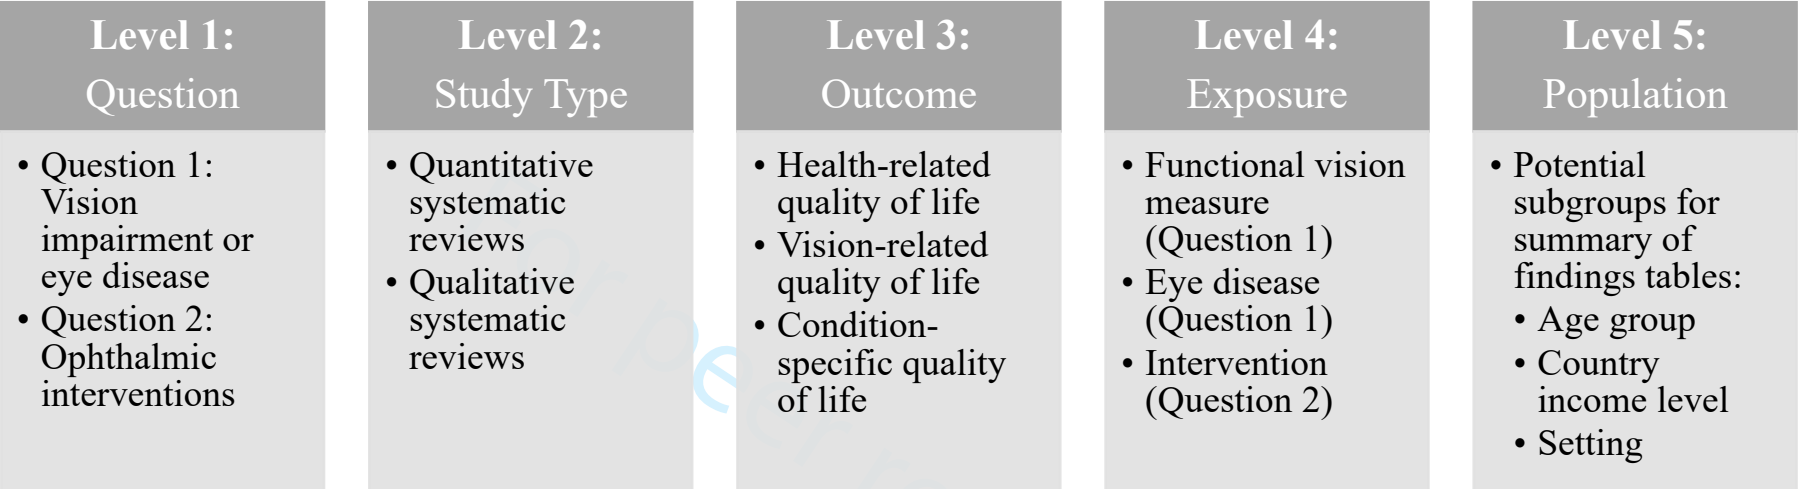 Level 1:
Question
• Question 1:
Vision
impairment or
eye disease
• Question 2:
Ophthalmic
interventions
Level 2:
Study Type
• Quantitative
systematic
reviews
• Qualitative
systematic
reviews
Level 3:
Outcome
• Health-related
quality of life
• Vision-related
quality of life
• Condition-
specific quality
of life
Level 4:
Exposure
• Functional vision
measure
(Question 1)
• Eye disease
(Question 1)
• Intervention
(Question 2)
Level 5:
Population
• Potential
subgroups for
summary of
findings tables:
• Age group
• Country
income level
• Setting